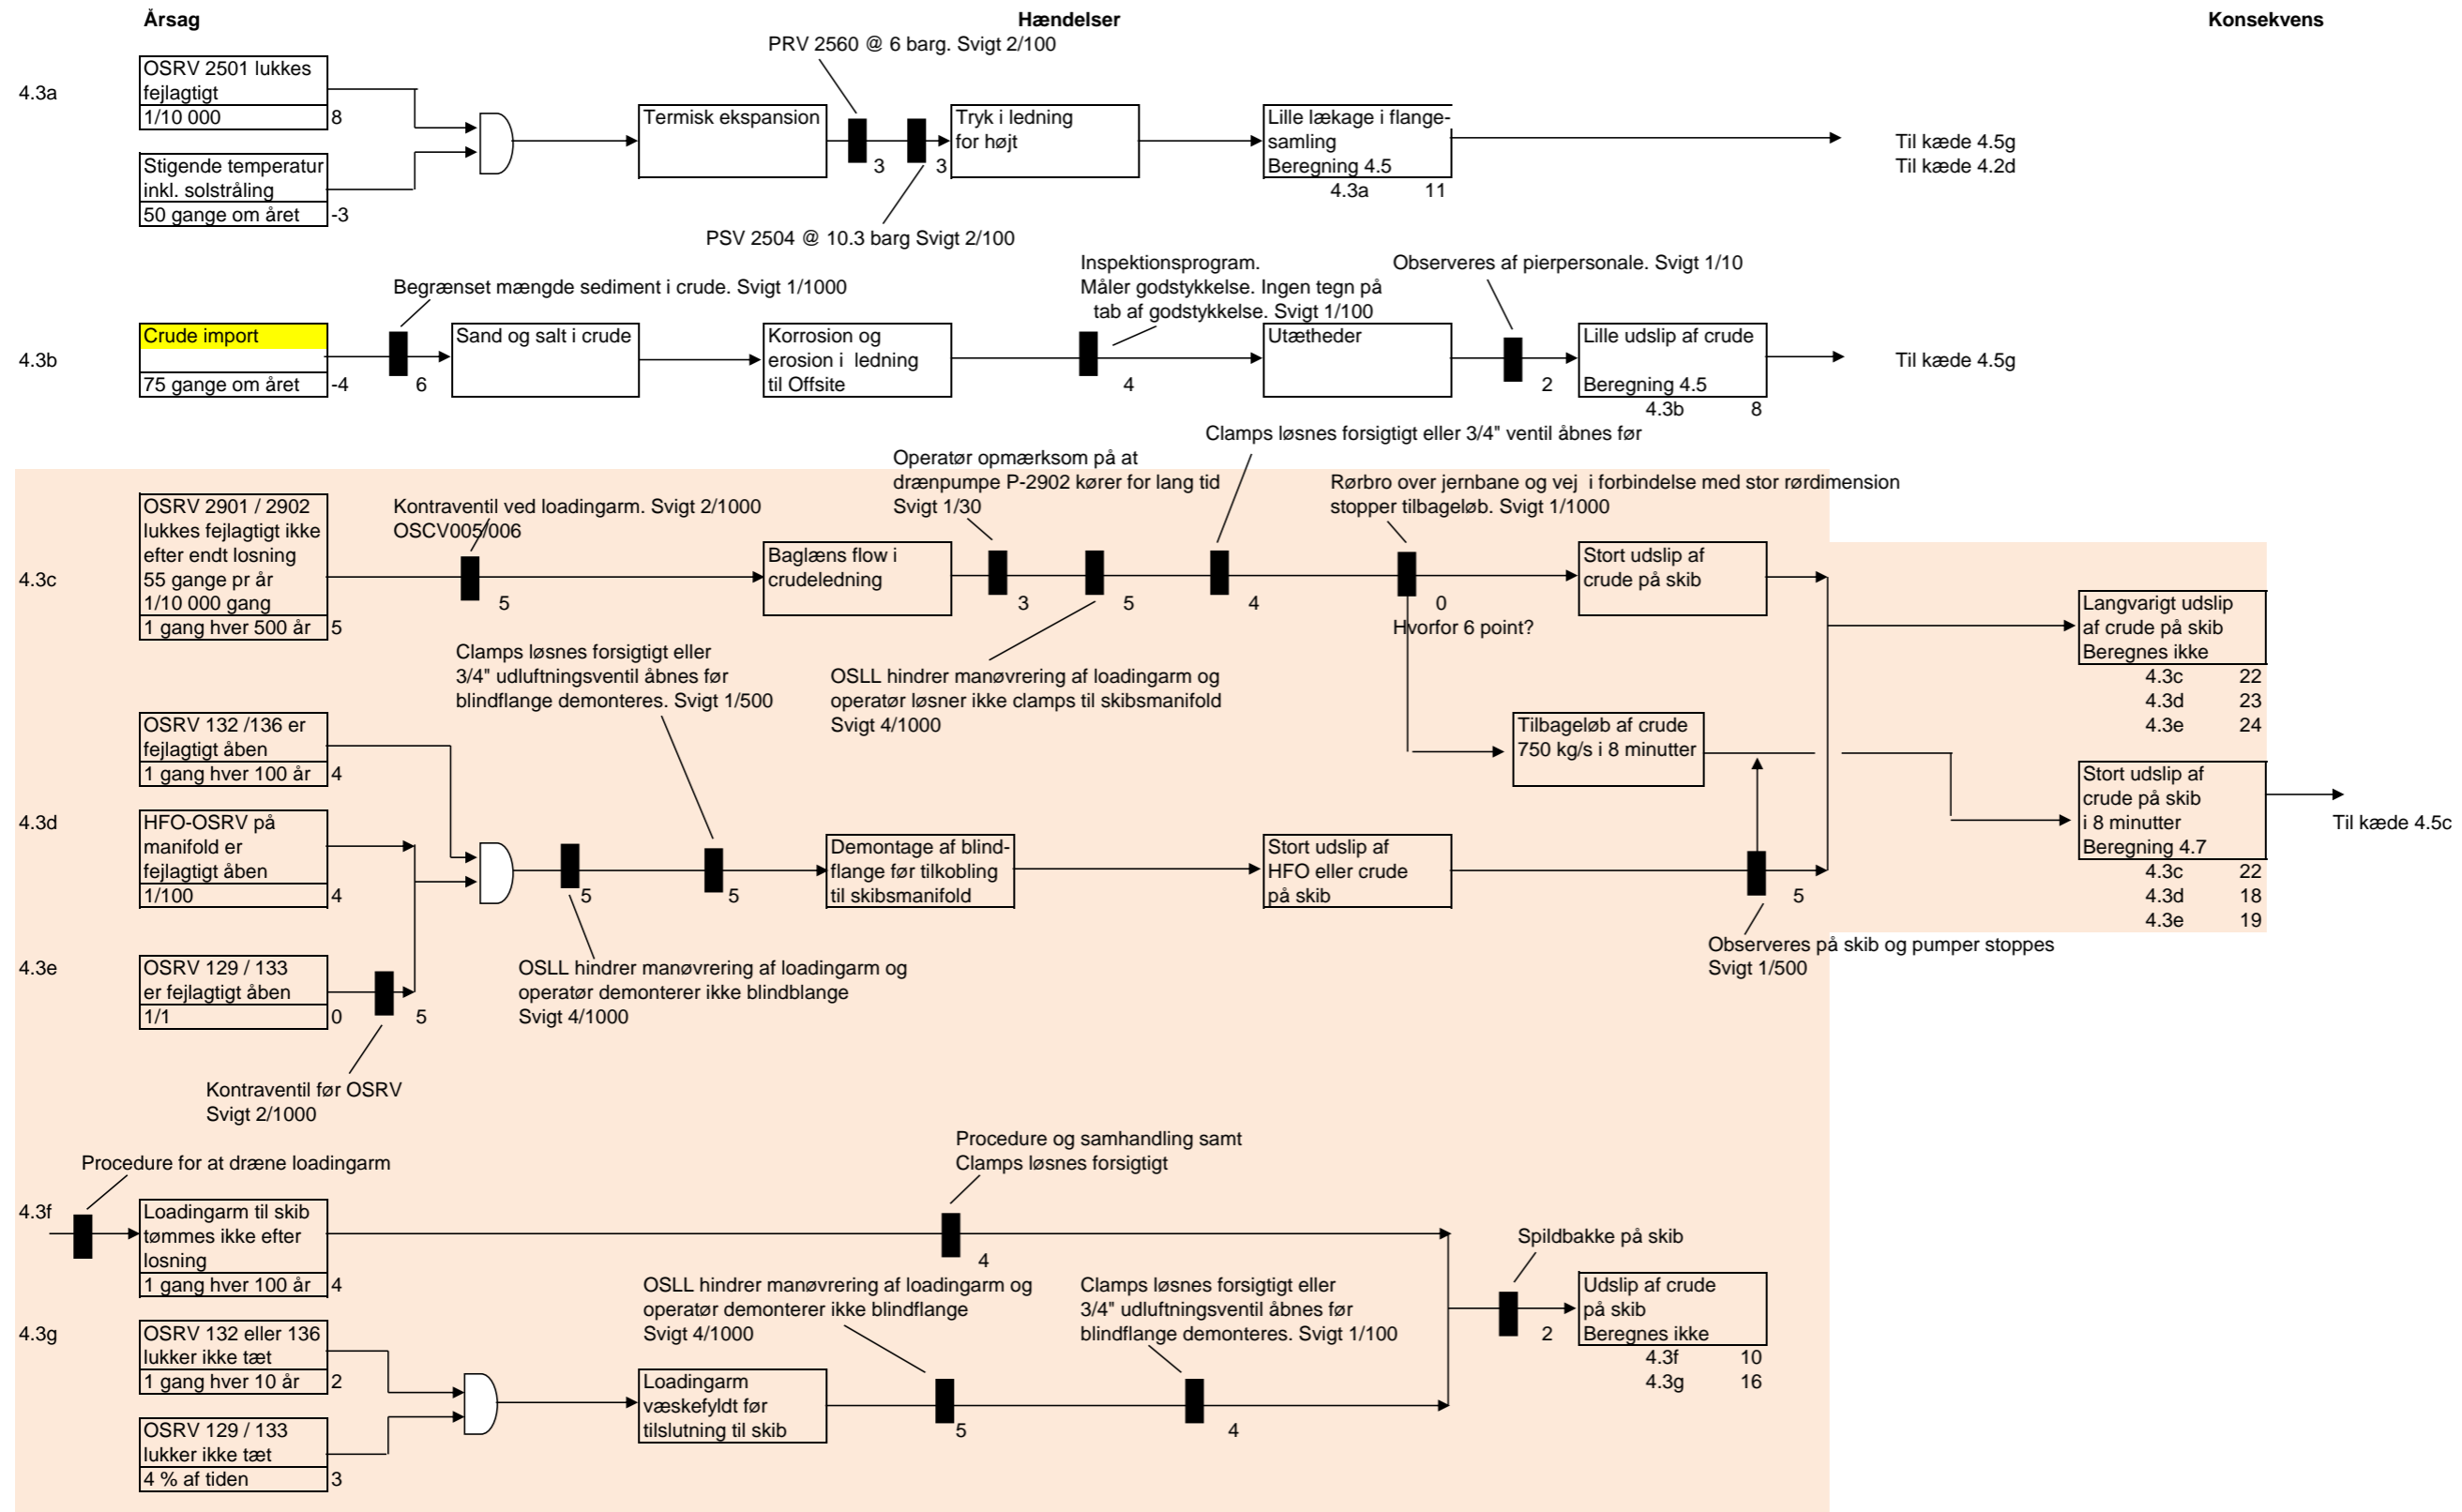 Årsag
Hændelser
Konsekvens
PRV 2560 @ 6 barg. Svigt 2/100
4.3a
OSRV 2501 lukkes
fejlagtigt
1/10 000
8
Stigende temperatur
inkl. solstråling
50 gange om året
-3
Termisk ekspansion
3
3
Tryk i ledning
for højt
Lille lækage i flange-
samling
Beregning 4.5
4.3a 11
Til kæde 4.5g
Til kæde 4.2d
PSV 2504 @ 10.3 barg Svigt 2/100
Begrænset mængde sediment i crude. Svigt 1/1000
Inspektionsprogram.
Måler godstykkelse. Ingen tegn på
tab af godstykkelse. Svigt 1/100
Observeres af pierpersonale. Svigt 1/10
4.3b
Crude import
75 gange om året
-4
6
Sand og salt i crude
Korrosion og
erosion i ledning
til Offsite
4
Utætheder
2
Lille udslip af crude
Beregning 4.5
4.3b 8
Til kæde 4.5g
Clamps løsnes forsigtigt eller 3/4" ventil åbnes før
Operatør opmærksom på at
drænpumpe P-2902 kører for lang tid
Svigt 1/30
Rørbro over jernbane og vej i forbindelse med stor rørdimension
stopper tilbageløb. Svigt 1/1000
Kontraventil ved loadingarm. Svigt 2/1000
OSCV005/006
4.3c
OSRV 2901 / 2902
lukkes fejlagtigt ikke
efter endt losning
55 gange pr år
1/10 000 gang
1 gang hver 500 år
5
5
Baglæns flow i
crudeledning
3
5
4
0
Hvorfor 6 point?
Stort udslip af
crude på skib
Langvarigt udslip
af crude på skib
Beregnes ikke
4.3c 22
4.3d 23
4.3e 24
Clamps løsnes forsigtigt eller
3/4" udluftningsventil åbnes før
blindflange demonteres. Svigt 1/500
OSLL hindrer manøvrering af loadingarm og
operatør løsner ikke clamps til skibsmanifold
Svigt 4/1000
OSRV 132 /136 er
fejlagtigt åben
1 gang hver 100 år
4
Tilbageløb af crude
750 kg/s i 8 minutter
Stort udslip af
crude på skib
i 8 minutter
Beregning 4.7
4.3c 22
4.3d 18
4.3e 19
Til kæde 4.5c
4.3d
HFO-OSRV på
manifold er
fejlagtigt åben
1/100
4
5
5
Demontage af blind-
flange før tilkobling
til skibsmanifold
Stort udslip af
HFO eller crude
på skib
5
Observeres på skib og pumper stoppes
Svigt 1/500
4.3e
OSRV 129 / 133
er fejlagtigt åben
1/1
0
5
OSLL hindrer manøvrering af loadingarm og
operatør demonterer ikke blindblange
Svigt 4/1000
Kontraventil før OSRV
Svigt 2/1000
Procedure for at dræne loadingarm
Procedure og samhandling samt
Clamps løsnes forsigtigt
4.3f
Loadingarm til skib
tømmes ikke efter
losning
1 gang hver 100 år
4
4
Spildbakke på skib
OSLL hindrer manøvrering af loadingarm og
operatør demonterer ikke blindflange
Svigt 4/1000
Clamps løsnes forsigtigt eller
3/4" udluftningsventil åbnes før
blindflange demonteres. Svigt 1/100
2
Udslip af crude
på skib
Beregnes ikke
4.3f 10
4.3g 16
4.3g
OSRV 132 eller 136
lukker ikke tæt
1 gang hver 10 år
2
Loadingarm
væskefyldt før
tilslutning til skib
5
4
OSRV 129 / 133
lukker ikke tæt
4 % af tiden
3